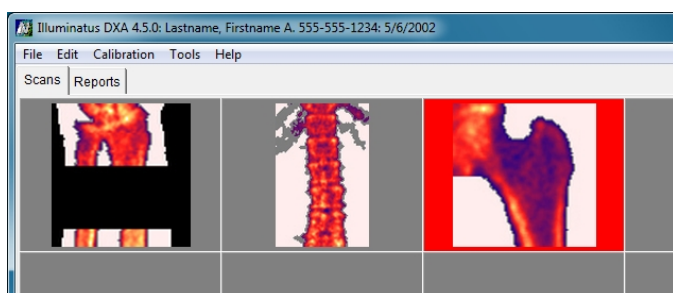 Illuminatus DXA 4.5.0: Lastname, Firstname A. 555-555-1234: 5/6/2002
File Edit Calibration Tools Help
Scans Reports